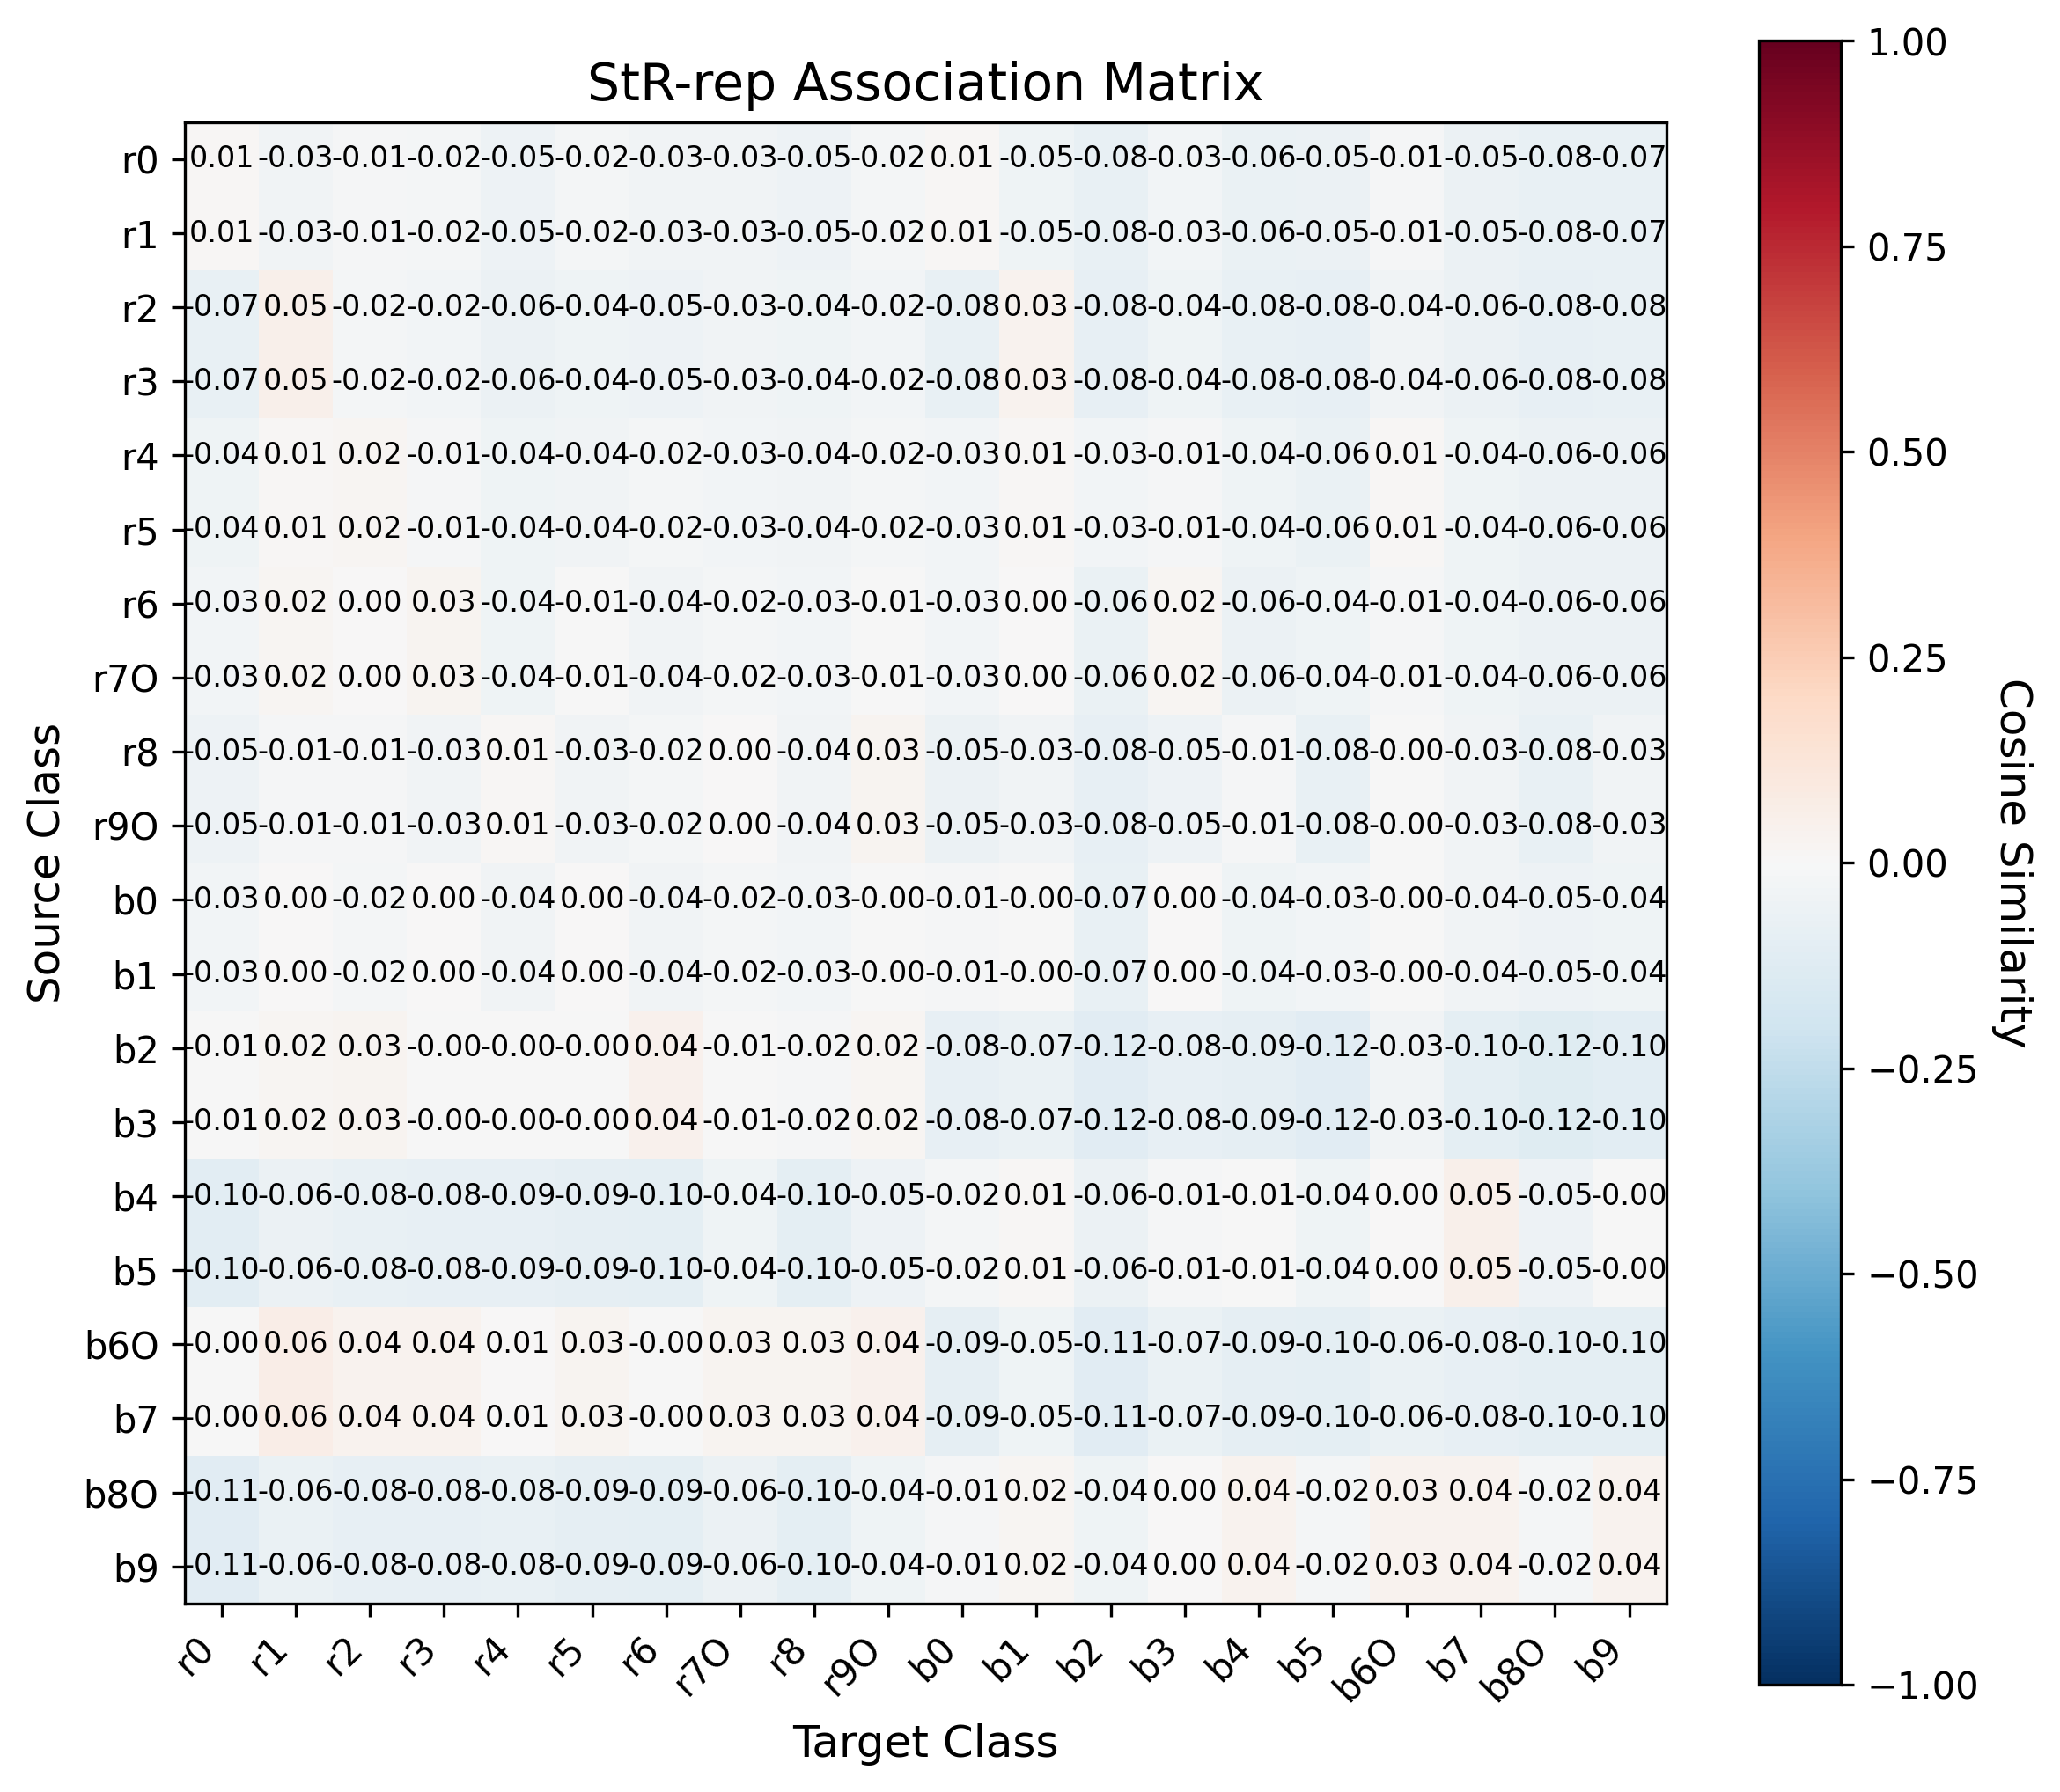 StR-rep Association Matrix
r0 0.01 -0.03 -0.01 -0.02 -0.05 -0.02 -0.03 -0.03 -0.05 -0.02 0.01 -0.05 -0.08 -0.03 -0.06 -0.05 -0.01 -0.05 -0.08 -0.07
r1 0.01 -0.03 -0.01 -0.02 -0.05 -0.02 -0.03 -0.03 -0.05 -0.02 0.01 -0.05 -0.08 -0.03 -0.06 -0.05 -0.01 -0.05 -0.08 -0.07
r2 -0.07 0.05 -0.02 -0.02 -0.06 -0.04 -0.05 -0.03 -0.04 -0.02 -0.08 0.03 -0.08 -0.04 -0.08 -0.08 -0.04 -0.06 -0.08 -0.08
r3 -0.07 0.05 -0.02 -0.02 -0.06 -0.04 -0.05 -0.03 -0.04 -0.02 -0.08 0.03 -0.08 -0.04 -0.08 -0.08 -0.04 -0.06 -0.08 -0.08
r4 -0.04 0.01 0.02 -0.01 -0.04 -0.04 -0.02 -0.03 -0.04 -0.02 -0.03 0.01 -0.03 -0.01 -0.04 -0.06 0.01 -0.04 -0.06 -0.06
r5 -0.04 0.01 0.02 -0.01 -0.04 -0.04 -0.02 -0.03 -0.04 -0.02 -0.03 0.01 -0.03 -0.01 -0.04 -0.06 0.01 -0.04 -0.06 -0.06
r6 -0.03 0.02 0.00 0.03 -0.04 -0.01 -0.04 -0.02 -0.03 -0.01 -0.03 0.00 -0.06 0.02 -0.06 -0.04 -0.01 -0.04 -0.06 -0.06
r7O -0.03 0.02 0.00 0.03 -0.04 -0.01 -0.04 -0.02 -0.03 -0.01 -0.03 0.00 -0.06 0.02 -0.06 -0.04 -0.01 -0.04 -0.06 -0.06
r8 -0.05 -0.01 -0.01 -0.03 0.01 -0.03 -0.02 0.00 -0.04 0.03 -0.05 -0.03 -0.08 -0.05 -0.01 -0.08 -0.00 -0.03 -0.08 -0.03
r9O -0.05 -0.01 -0.01 -0.03 0.01 -0.03 -0.02 0.00 -0.04 0.03 -0.05 -0.03 -0.08 -0.05 -0.01 -0.08 -0.00 -0.03 -0.08 -0.03
b0 -0.03 0.00 -0.02 0.00 -0.04 0.00 -0.04 -0.02 -0.03 -0.00 -0.01 -0.00 -0.07 0.00 -0.04 -0.03 -0.00 -0.04 -0.05 -0.04
b1 -0.03 0.00 -0.02 0.00 -0.04 0.00 -0.04 -0.02 -0.03 -0.00 -0.01 -0.00 -0.07 0.00 -0.04 -0.03 -0.00 -0.04 -0.05 -0.04
b2 -0.01 0.02 0.03 -0.00 -0.00 -0.00 0.04 -0.01 -0.02 0.02 -0.08 -0.07 -0.12 -0.08 -0.09 -0.12 -0.03 -0.10 -0.12 -0.10
b3 -0.01 0.02 0.03 -0.00 -0.00 -0.00 0.04 -0.01 -0.02 0.02 -0.08 -0.07 -0.12 -0.08 -0.09 -0.12 -0.03 -0.10 -0.12 -0.10
b4 -0.10 -0.06 -0.08 -0.08 -0.09 -0.09 -0.10 -0.04 -0.10 -0.05 -0.02 0.01 -0.06 -0.01 -0.01 -0.04 0.00 0.05 -0.05 -0.00
b5 -0.10 -0.06 -0.08 -0.08 -0.09 -0.09 -0.10 -0.04 -0.10 -0.05 -0.02 0.01 -0.06 -0.01 -0.01 -0.04 0.00 0.05 -0.05 -0.00
b6O -0.00 0.06 0.04 0.04 0.01 0.03 -0.00 0.03 0.03 0.04 -0.09 -0.05 -0.11 -0.07 -0.09 -0.10 -0.06 -0.08 -0.10 -0.10
b7 -0.00 0.06 0.04 0.04 0.01 0.03 -0.00 0.03 0.03 0.04 -0.09 -0.05 -0.11 -0.07 -0.09 -0.10 -0.06 -0.08 -0.10 -0.10
b8O -0.11 -0.06 -0.08 -0.08 -0.08 -0.09 -0.09 -0.06 -0.10 -0.04 -0.01 0.02 -0.04 0.00 0.04 -0.02 0.03 0.04 -0.02 0.04
b9 -0.11 -0.06 -0.08 -0.08 -0.08 -0.09 -0.09 -0.06 -0.10 -0.04 -0.01 0.02 -0.04 0.00 0.04 -0.02 0.03 0.04 -0.02 0.04
r0 r1 r2 r3 r4 r5 r6 r7O r8 r9O b0 b1 b2 b3 b4 b5 b6O b7 b8O b9
Target Class
Source Class
1.00
0.75
0.50
0.25
0.00
−0.25
−0.50
−0.75
−1.00
Cosine Similarity